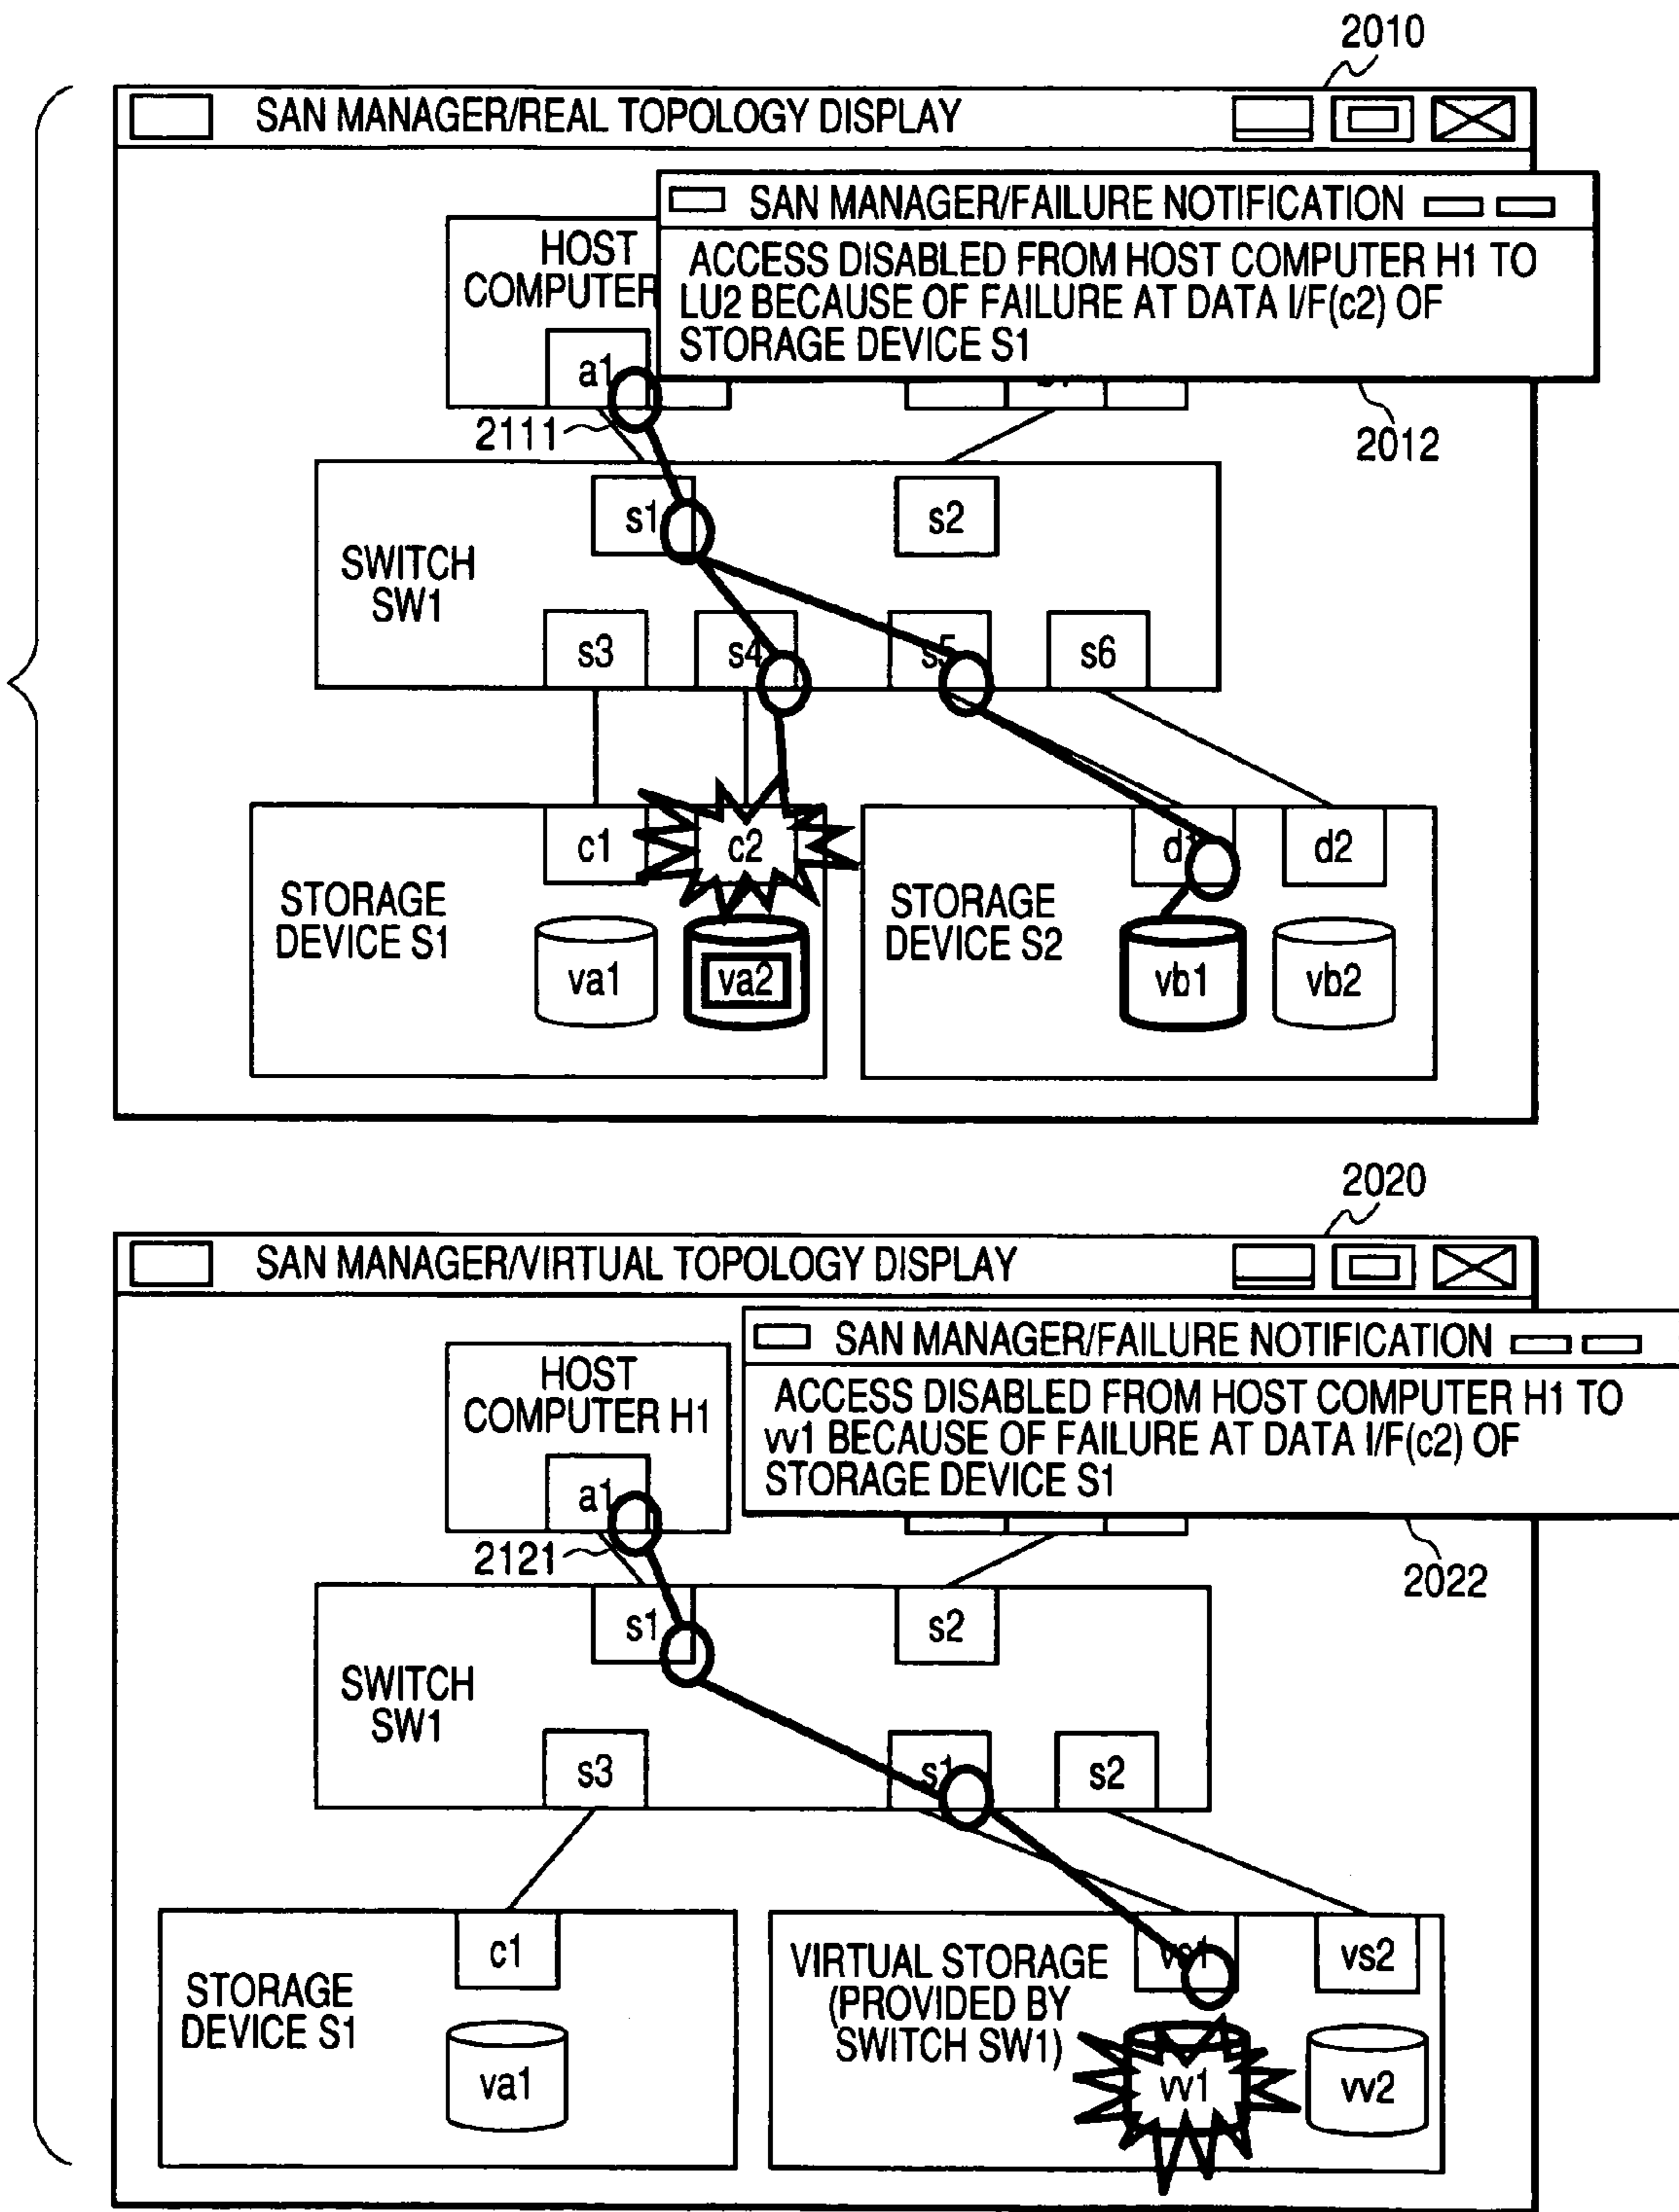 2010
SAN MANAGER/REAL TOPOLOGY DISPLAY
SAN MANAGER/FAILURE NOTIFICATION
ACCESS DISABLED FROM HOST COMPUTER H1 TO
LU2 BECAUSE OF FAILURE AT DATA I/F(c2) OF
STORAGE DEVICE S1
HOST
COMPUTER
a1
2111
2012
s1
s2
SWITCH
SW1
s3
s4
s5
s6
c1
c2
d1
d2
STORAGE
DEVICE S1
STORAGE
DEVICE S2
va1
va2
vb1
vb2
2020
SAN MANAGER/VIRTUAL TOPOLOGY DISPLAY
SAN MANAGER/FAILURE NOTIFICATION
ACCESS DISABLED FROM HOST COMPUTER H1 TO
vv1 BECAUSE OF FAILURE AT DATA I/F(c2) OF
STORAGE DEVICE S1
HOST
COMPUTER H1
a1
2121
2022
s1
s2
SWITCH
SW1
s3
s1
s2
c1
vs1
vs2
STORAGE
DEVICE S1
VIRTUAL STORAGE
(PROVIDED BY
SWITCH SW1)
va1
vv1
vv2